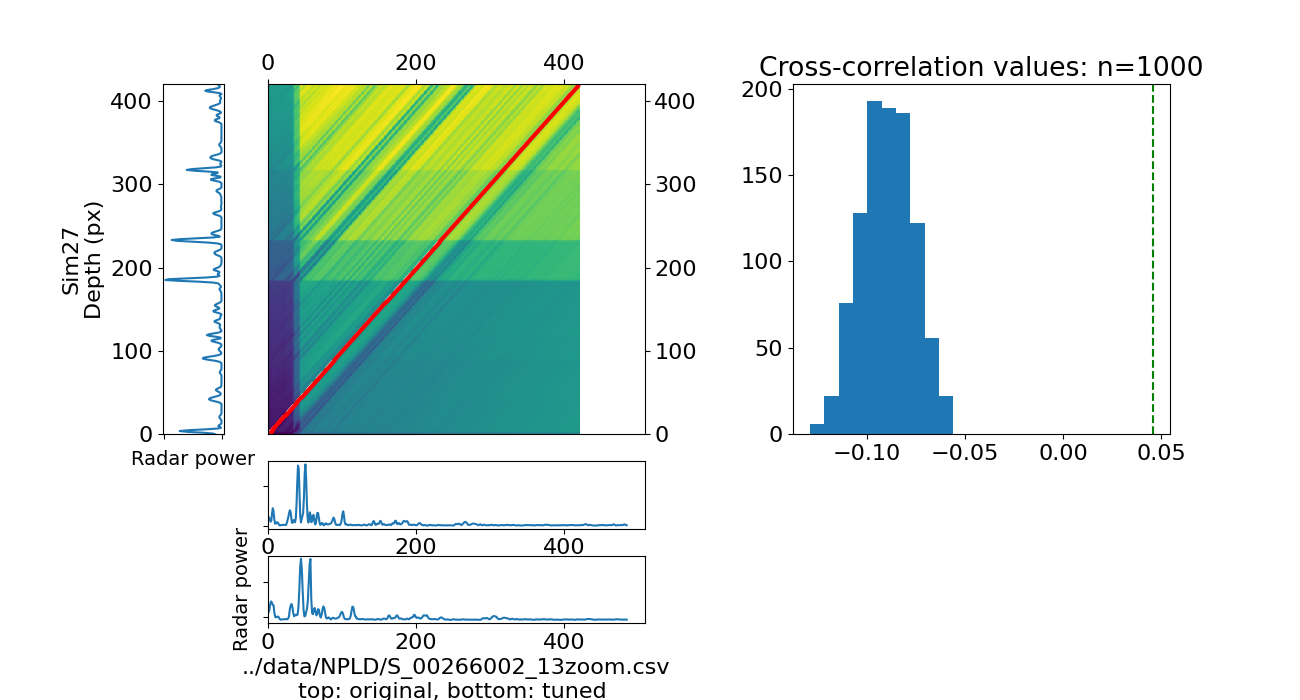 0 200 400
Cross-correlation values: n=1000
400
300
200
100
0
Sim27
Depth (px)
Radar power
400
300
200
100
0
200
150
100
50
0
−0.10 −0.05 0.00 0.05
0 200 400
Radar power
0 200 400
../data/NPLD/S_00266002_13zoom.csv
top: original, bottom: tuned